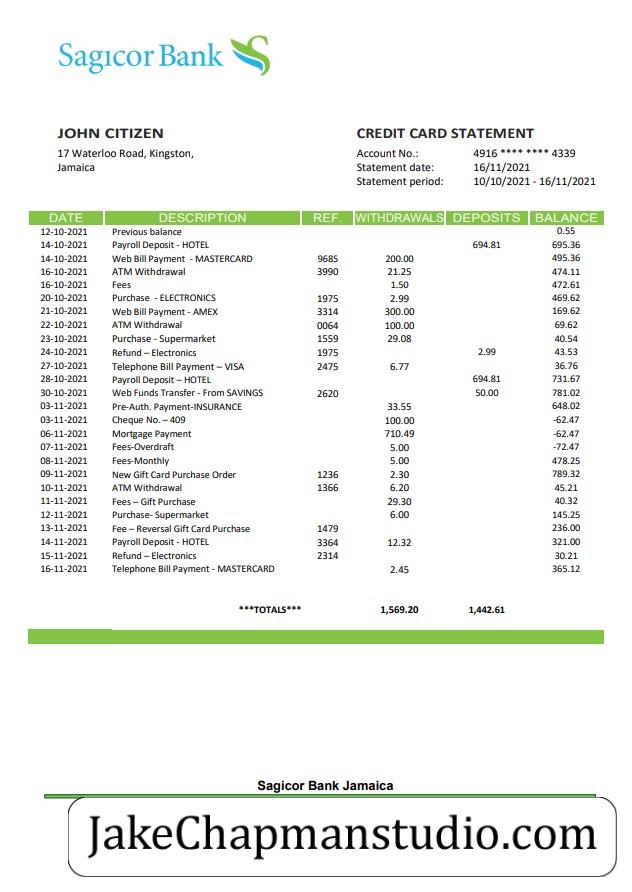 Sagicor Bank
JOHN CITIZEN CREDIT CARD STATEMENT
17 Waterloo Road, Kingston, Account No.: 4916 **** **** 4339
Jamaica Statement date: 16/11/2021
Statement period: 10/10/2021 - 16/11/2021
DATE DESCRIPTION REF. WITHDRAWALS DEPOSITS BALANCE
12-10-2021 Previous balance 0.55
14-10-2021 Payroll Deposit - HOTEL 694.81 695.36
14-10-2021 Web Bill Payment - MASTERCARD 9685 200.00 495.36
16-10-2021 ATM Withdrawal 3990 21.25 474.11
16-10-2021 Fees 1.50 472.61
20-10-2021 Purchase - ELECTRONICS 1975 2.99 469.62
21-10-2021 Web Bill Payment - AMEX 3314 300.00 169.62
22-10-2021 ATM Withdrawal 0064 100.00 69.62
23-10-2021 Purchase - Supermarket 1559 29.08 40.54
24-10-2021 Refund – Electronics 1975 2.99 43.53
27-10-2021 Telephone Bill Payment – VISA 2475 6.77 36.76
28-10-2021 Payroll Deposit – HOTEL 694.81 731.67
30-10-2021 Web Funds Transfer - From SAVINGS 2620 50.00 781.02
03-11-2021 Pre-Auth. Payment-INSURANCE 33.55 648.02
03-11-2021 Cheque No. – 409 100.00 -62.47
06-11-2021 Mortgage Payment 710.49 -62.47
07-11-2021 Fees-Overdraft 5.00 -72.47
08-11-2021 Fees-Monthly 5.00 478.25
09-11-2021 New Gift Card Purchase Order 1236 2.30 789.32
10-11-2021 ATM Withdrawal 1366 6.20 45.21
11-11-2021 Fees – Gift Purchase 29.30 40.32
12-11-2021 Purchase- Supermarket 6.00 145.25
13-11-2021 Fee – Reversal Gift Card Purchase 1479 236.00
14-11-2021 Payroll Deposit - HOTEL 3364 12.32 321.00
15-11-2021 Refund – Electronics 2314 30.21
16-11-2021 Telephone Bill Payment - MASTERCARD 2.45 365.12
***TOTALS*** 1,569.20 1,442.61
Sagicor Bank Jamaica
JakeChapmanstudio.com